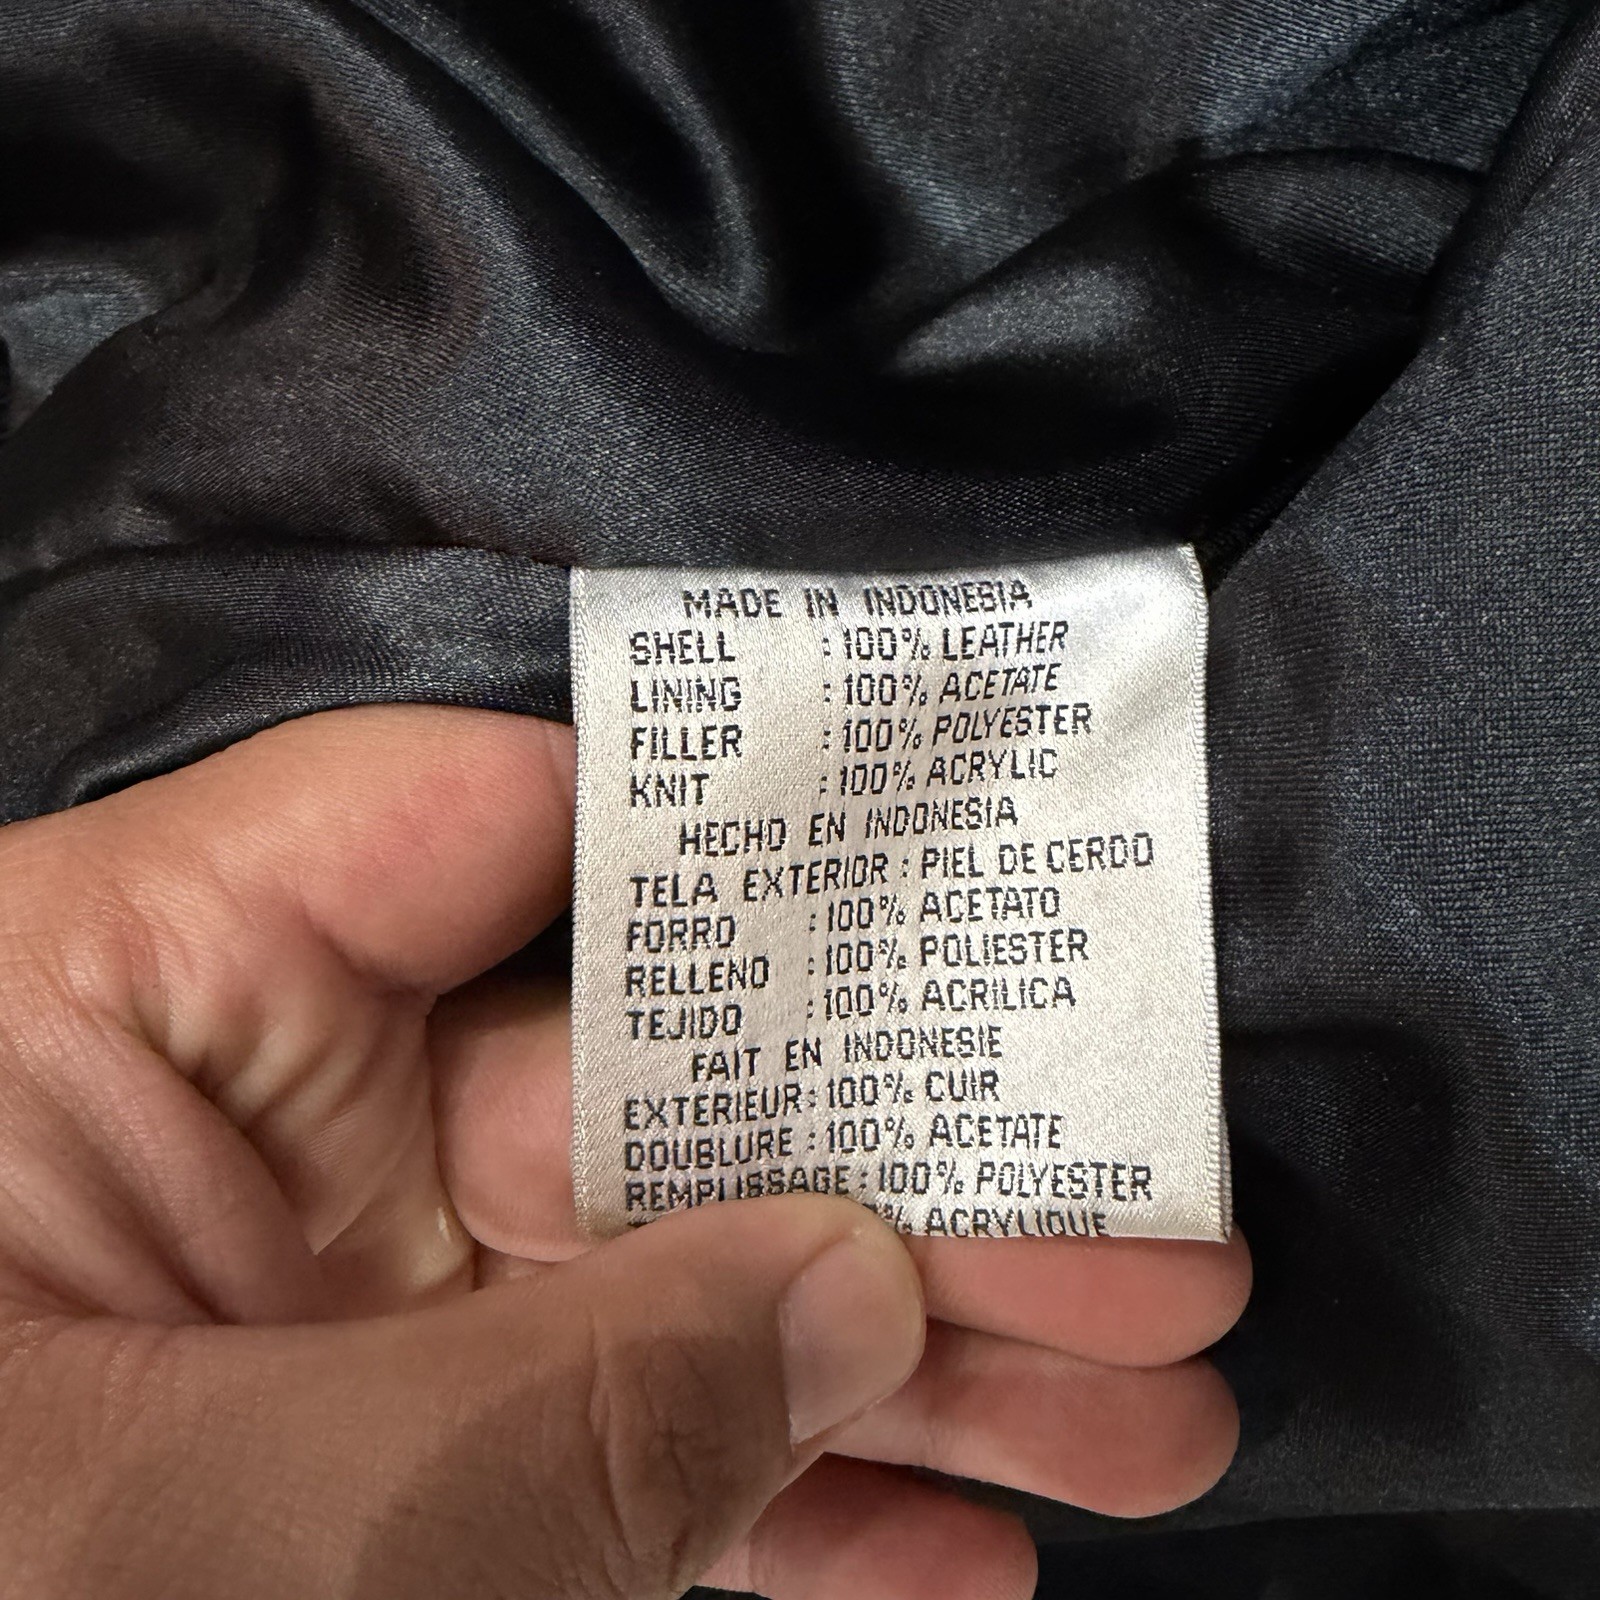 MADE IN INDONESIA
SHELL : 100% LEATHER
LINING : 100% ACETATE
FILLER : 100% POLYESTER
KNIT : 100% ACRYLIC
HECHO EN INDONESIA
TELA EXTERIOR : PIEL DE CERDO
FORRO : 100% ACETATO
RELLENO : 100% POLIESTER
TEJIDO : 100% ACRILICA
FAIT EN INDONESIE
EXTERIEUR : 100% CUIR
DOUBLURE : 100% ACETATE
REMPLISSAGE : 100% POLYESTER
% ACRYLIQUE